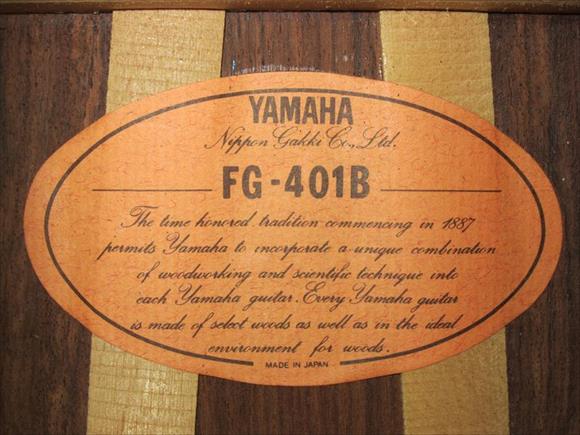 YAMAHA
Nippon Gakki Co., Ltd.
FG-401B
The time honored tradition commencing in 1887
permits Yamaha to incorporate a unique combination
of woodworking and scientific technique into
each Yamaha guitar. Every Yamaha guitar
is made of select woods as well as in the ideal
environment for woods.
MADE IN JAPAN